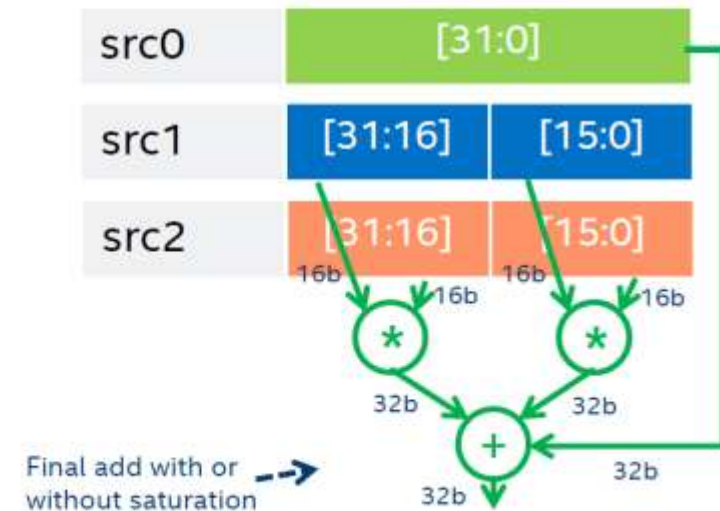 src0 [31:0]
src1 [31:16] [15:0]
src2 [31:16] [15:0]
16b 16b 16b 16b
* *
32b 32b
+
32b
Final add with or
without saturation
32b